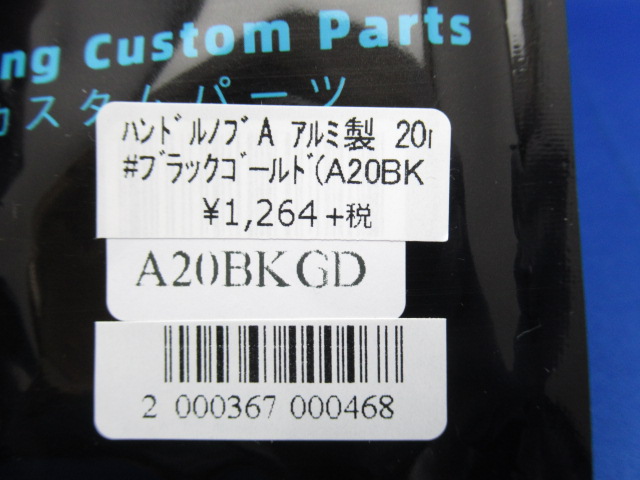 ng Custom Parts
カスタムパーツ
ﾊﾝﾄﾞﾙﾉﾌﾞA ｱﾙﾐ製 20
#ﾌﾞﾗｯｸｺﾞｰﾙﾄﾞ(A20BK
¥1,264+税
A20BKGD
2 000367 000468